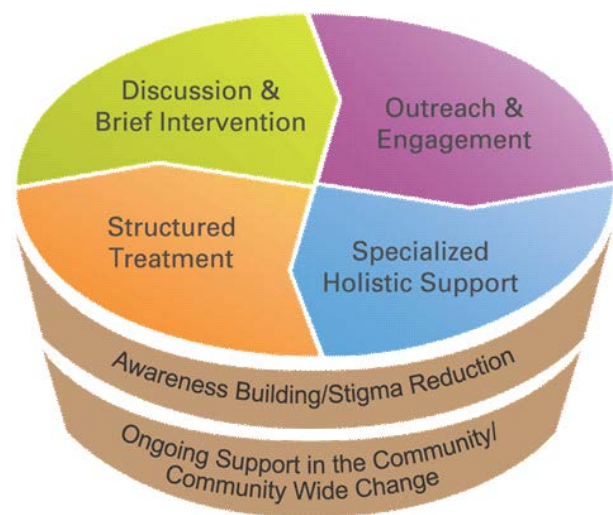 Discussion &
Brief Intervention
Outreach &
Engagement
Structured
Treatment
Specialized
Holistic Support
Awareness Building/Stigma Reduction
Ongoing Support in the Community/
Community Wide Change